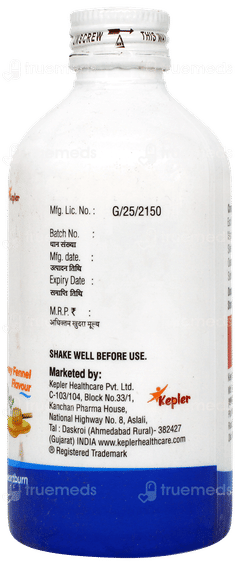 LABSCREW THIS WAY
truemeds
Kepler
Mfg. Lic. No. : G/25/2150
Batch No. :
पान संख्या
Mfg. date. :
उत्पादन तिथि
Expiry Date :
समाप्ति तिथि
M.R.P. ₹ :
अधिकतम खुदरा मूल्य
Fennel
Flavour
SHAKE WELL BEFORE USE.
Marketed by:
Kepler Healthcare Pvt. Ltd.
C-103/104, Block No.33/1,
Kanchan Pharma House,
National Highway No. 8, Aslali,
Tal : Daskroi (Ahmedabad Rural)- 382427
(Gujarat) INDIA www.keplerhealthcare.com
® Registered Trademark
Kepler
truemeds